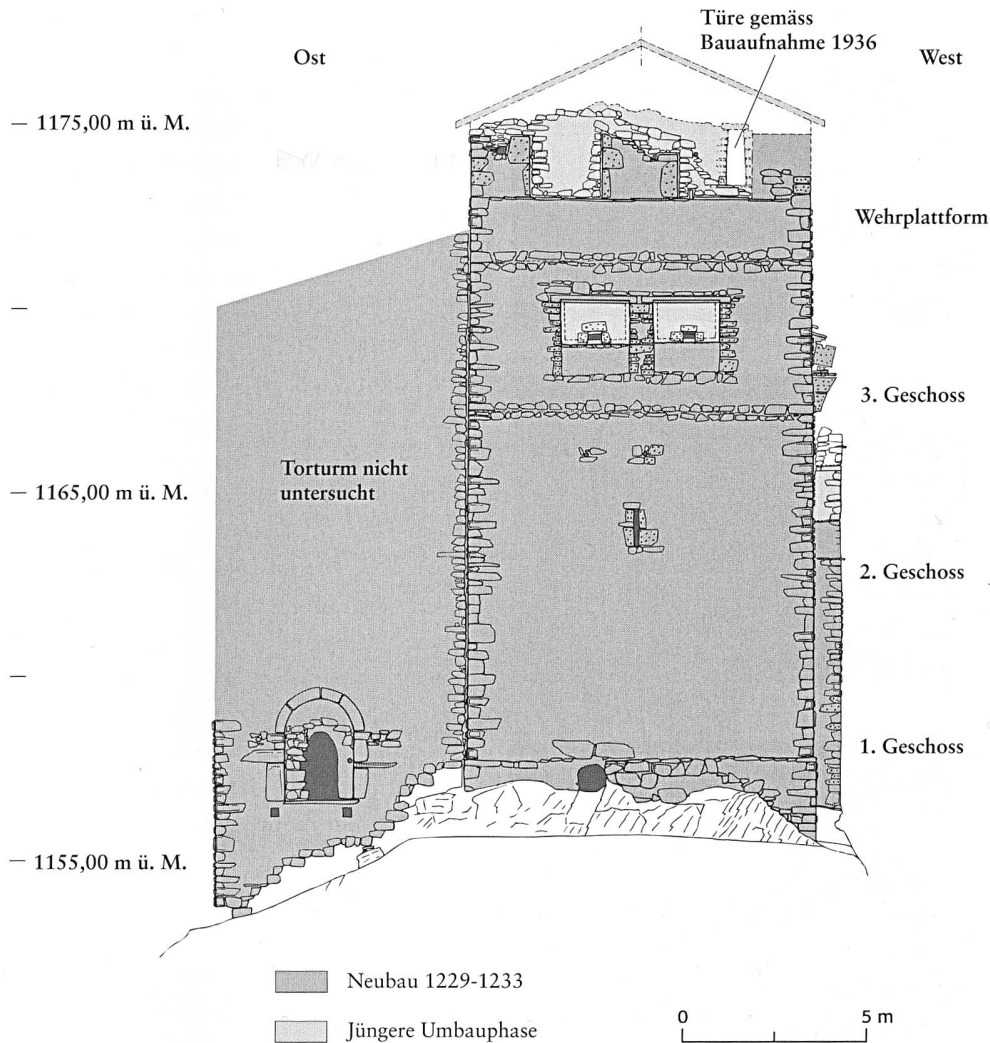 Türe gemäss
Bauaufnahme 1936
Ost
West
1175,00 m ü. M.
Wehrplattform
3. Geschoss
Torturm nicht
untersucht
1165,00 m ü. M.
2. Geschoss
1. Geschoss
1155,00 m ü. M.
Neubau 1229-1233
Jüngere Umbauphase
0
5 m